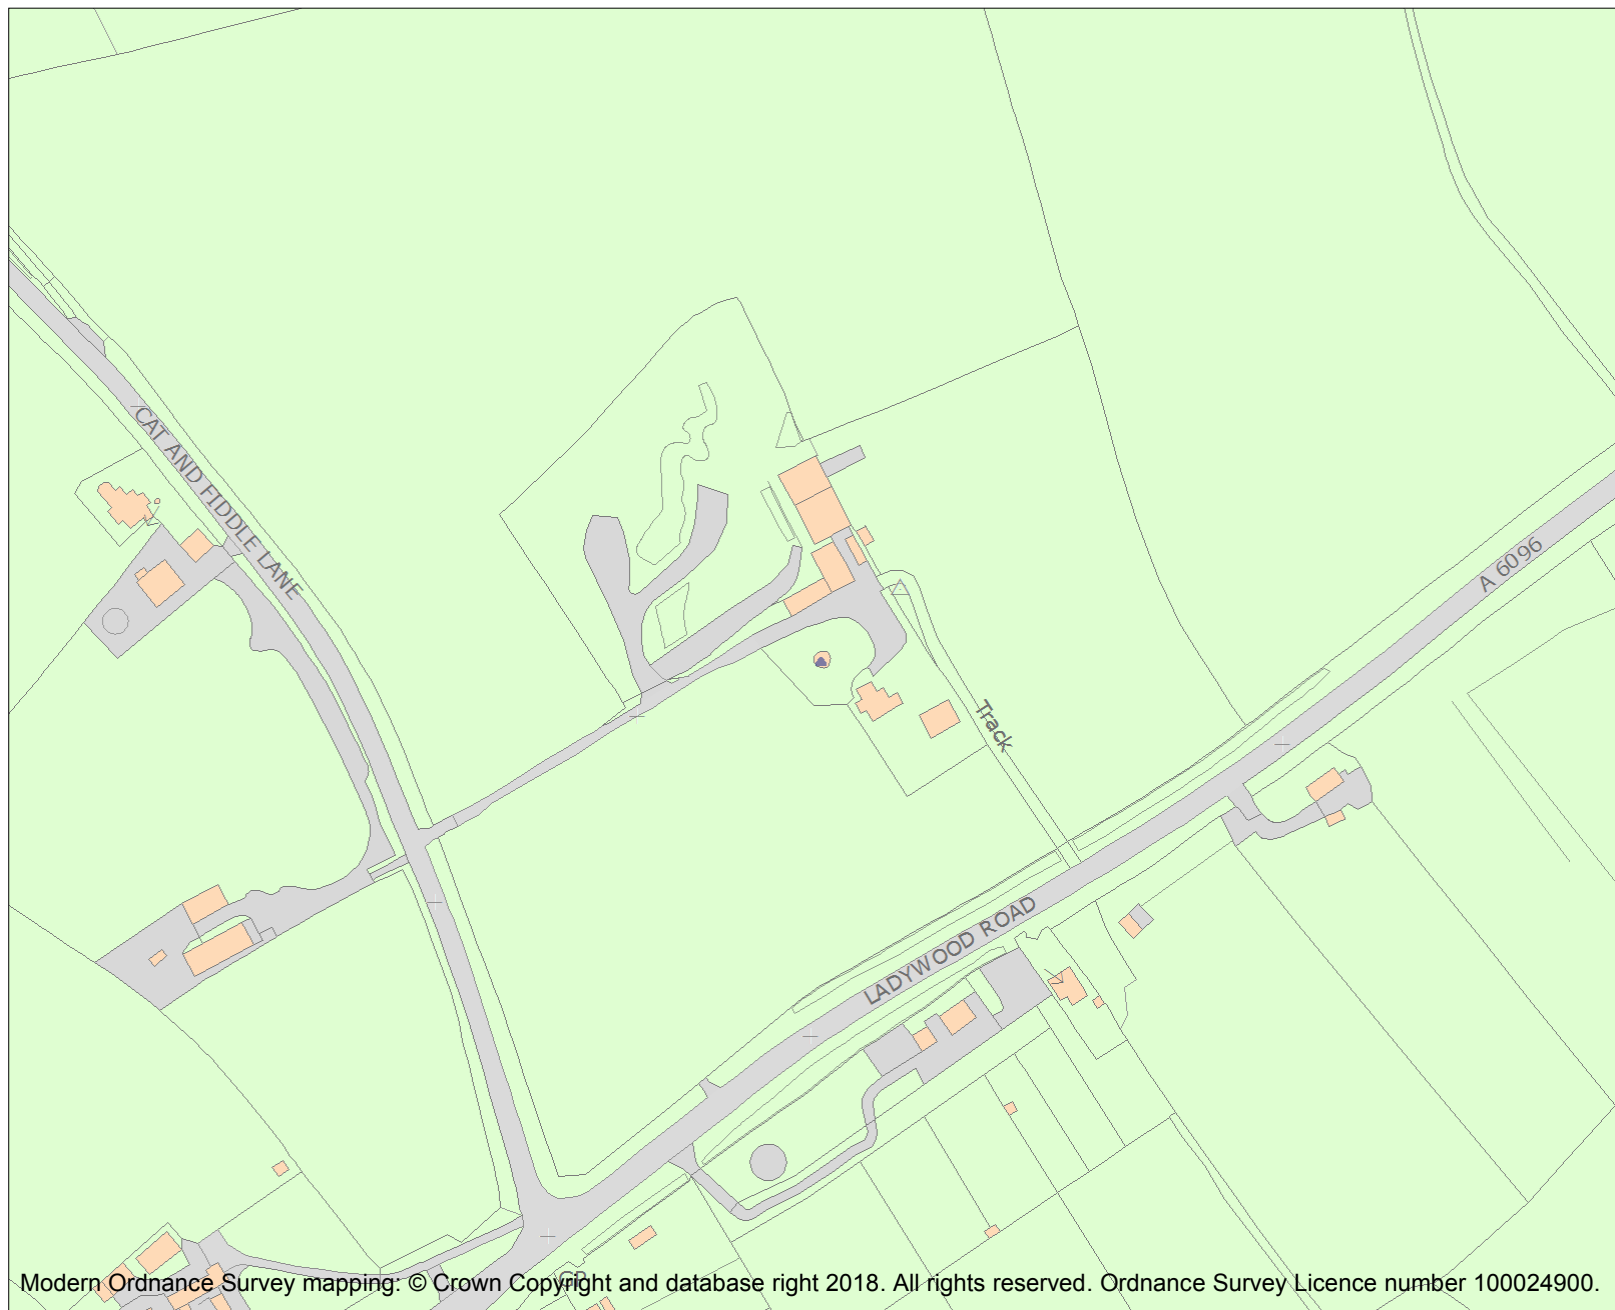 CAT AND FIDDLE LANE
A 6096
Track
LADYWOOD ROAD
GP
Modern Ordnance Survey mapping: © Crown Copyright and database right 2018. All rights reserved. Ordnance Survey Licence number 100024900.